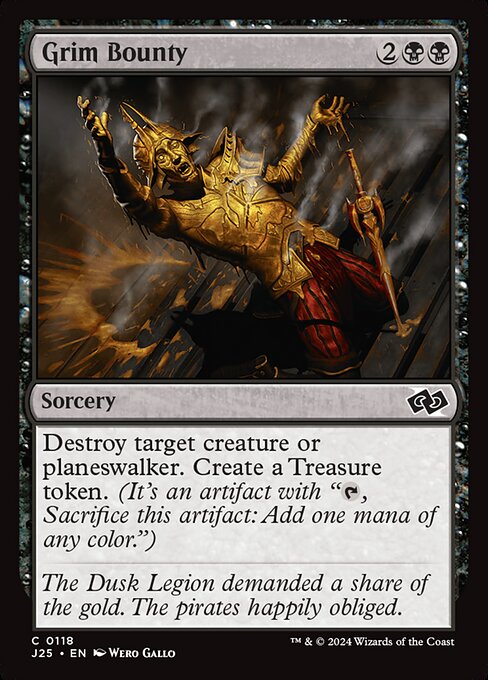 Grim Bounty 2
Sorcery
Destroy target creature or
planeswalker. Create a Treasure
token. (It's an artifact with “,
Sacrifice this artifact: Add one mana of
any color.”)
The Dusk Legion demanded a share of
the gold. The pirates happily obliged.
C 0118
J25 • EN Wero Gallo
™ & © 2024 Wizards of the Coast